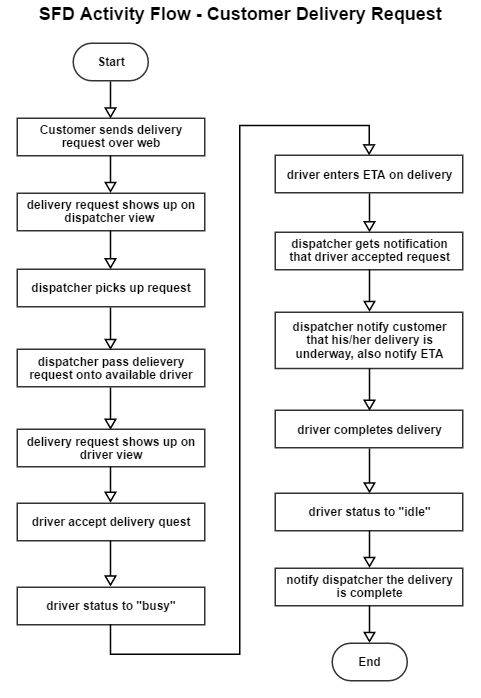 SFD Activity Flow - Customer Delivery Request
Start
Customer sends delivery
request over web
delivery request shows up on
dispatcher view
dispatcher picks up request
dispatcher pass delievery
request onto available driver
delivery request shows up on
driver view
driver accept delivery quest
driver status to "busy"
driver enters ETA on delivery
dispatcher gets notification
that driver accepted request
dispatcher notify customer
that his/her delivery is
underway, also notify ETA
driver completes delivery
driver status to "idle"
notify dispatcher the delivery
is complete
End